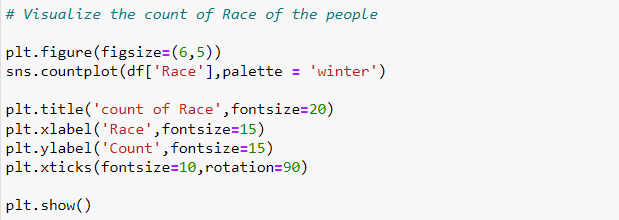 # Visualize the count of Race of the people
plt.figure(figsize=(6,5))
sns.countplot(df['Race'],palette = 'winter')
plt.title('count of Race',fontsize=20)
plt.xlabel('Race',fontsize=15)
plt.ylabel('Count',fontsize=15)
plt.xticks(fontsize=10,rotation=90)
plt.show()